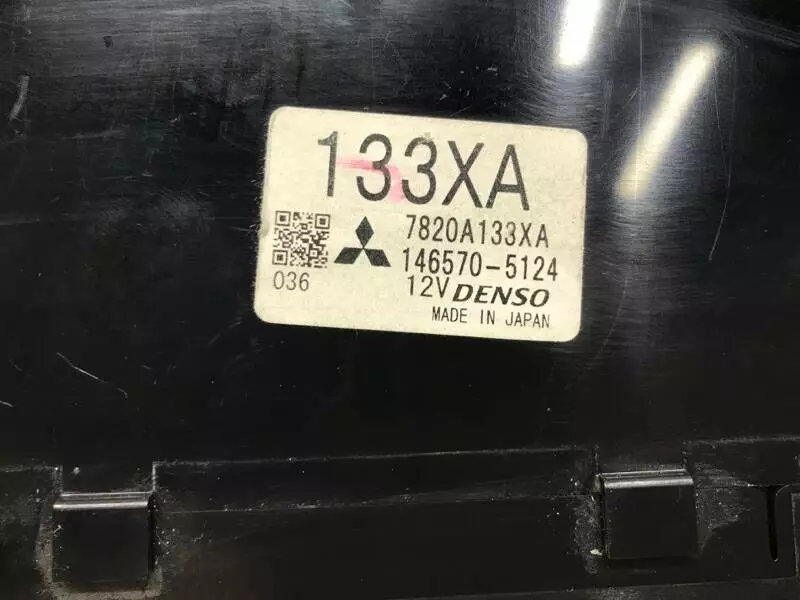 133XA
7820A133XA
146570-5124
036
12V DENSO
MADE IN JAPAN